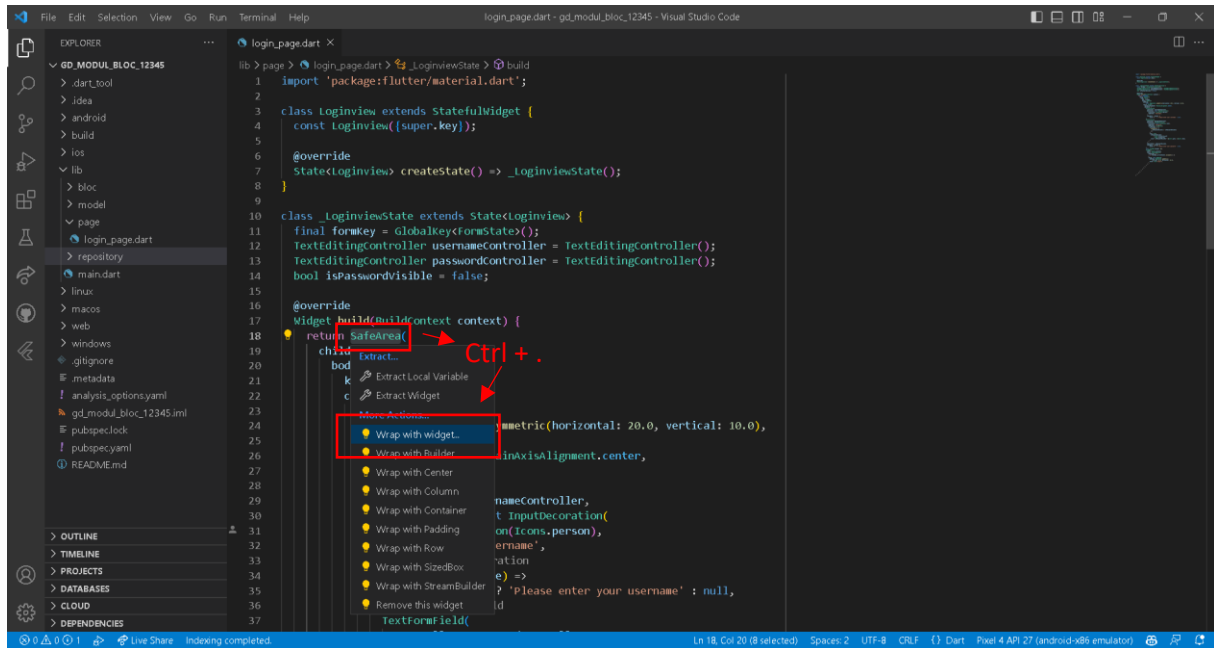 File Edit Selection View Go Run Terminal Help
login_page.dart - gd_modul_bloc_12345 - Visual Studio Code
EXPLORER
GD_MODUL_BLOC_12345
.dart_tool
.idea
android
build
ios
lib
bloc
model
page
login_page.dart
repository
main.dart
linux
macos
web
windows
.gitignore
.metadata
analysis_options.yaml
gd_modul_bloc_12345.iml
pubspec.lock
pubspec.yaml
README.md
OUTLINE
TIMELINE
PROJECTS
DATABASES
CLOUD
DEPENDENCIES
login_page.dart
lib > page > login_page.dart > _LoginviewState > build
1 import 'package:flutter/material.dart';
2
3 class Loginview extends StatefulWidget {
4 const Loginview({super.key});
5
6 @override
7 State<Loginview> createState() => _LoginviewState();
8 }
9
10 class _LoginviewState extends State<Loginview> {
11 final formKey = GlobalKey<FormState>();
12 TextEditingController usernameController = TextEditingController();
13 TextEditingController passwordController = TextEditingController();
14 bool isPasswordVisible = false;
15
16 @override
17 Widget build(BuildContext context) {
18 return SafeArea(
19 child
20 bod
21 k
22 c
23
24 mmetric(horizontal: 20.0, vertical: 10.0),
25
26 inAxisAlignment.center,
27
28
29 nameController,
30 t InputDecoration(
31 on(Icons.person),
32 ername',
33 ration
34 e) =>
35 ? 'Please enter your username' : null,
36 ld
37 TextFormField(
Ctrl + .
Extract...
Extract Local Variable
Extract Widget
More Actions...
Wrap with widget...
Wrap with Builder
Wrap with Center
Wrap with Column
Wrap with Container
Wrap with Padding
Wrap with Row
Wrap with SizedBox
Wrap with StreamBuilder
Remove this widget
0 0 1 Live Share Indexing completed.
Ln 18, Col 20 (8 selected) Spaces: 2 UTF-8 CRLF {} Dart Pixel 4 API 27 (android-x86 emulator)